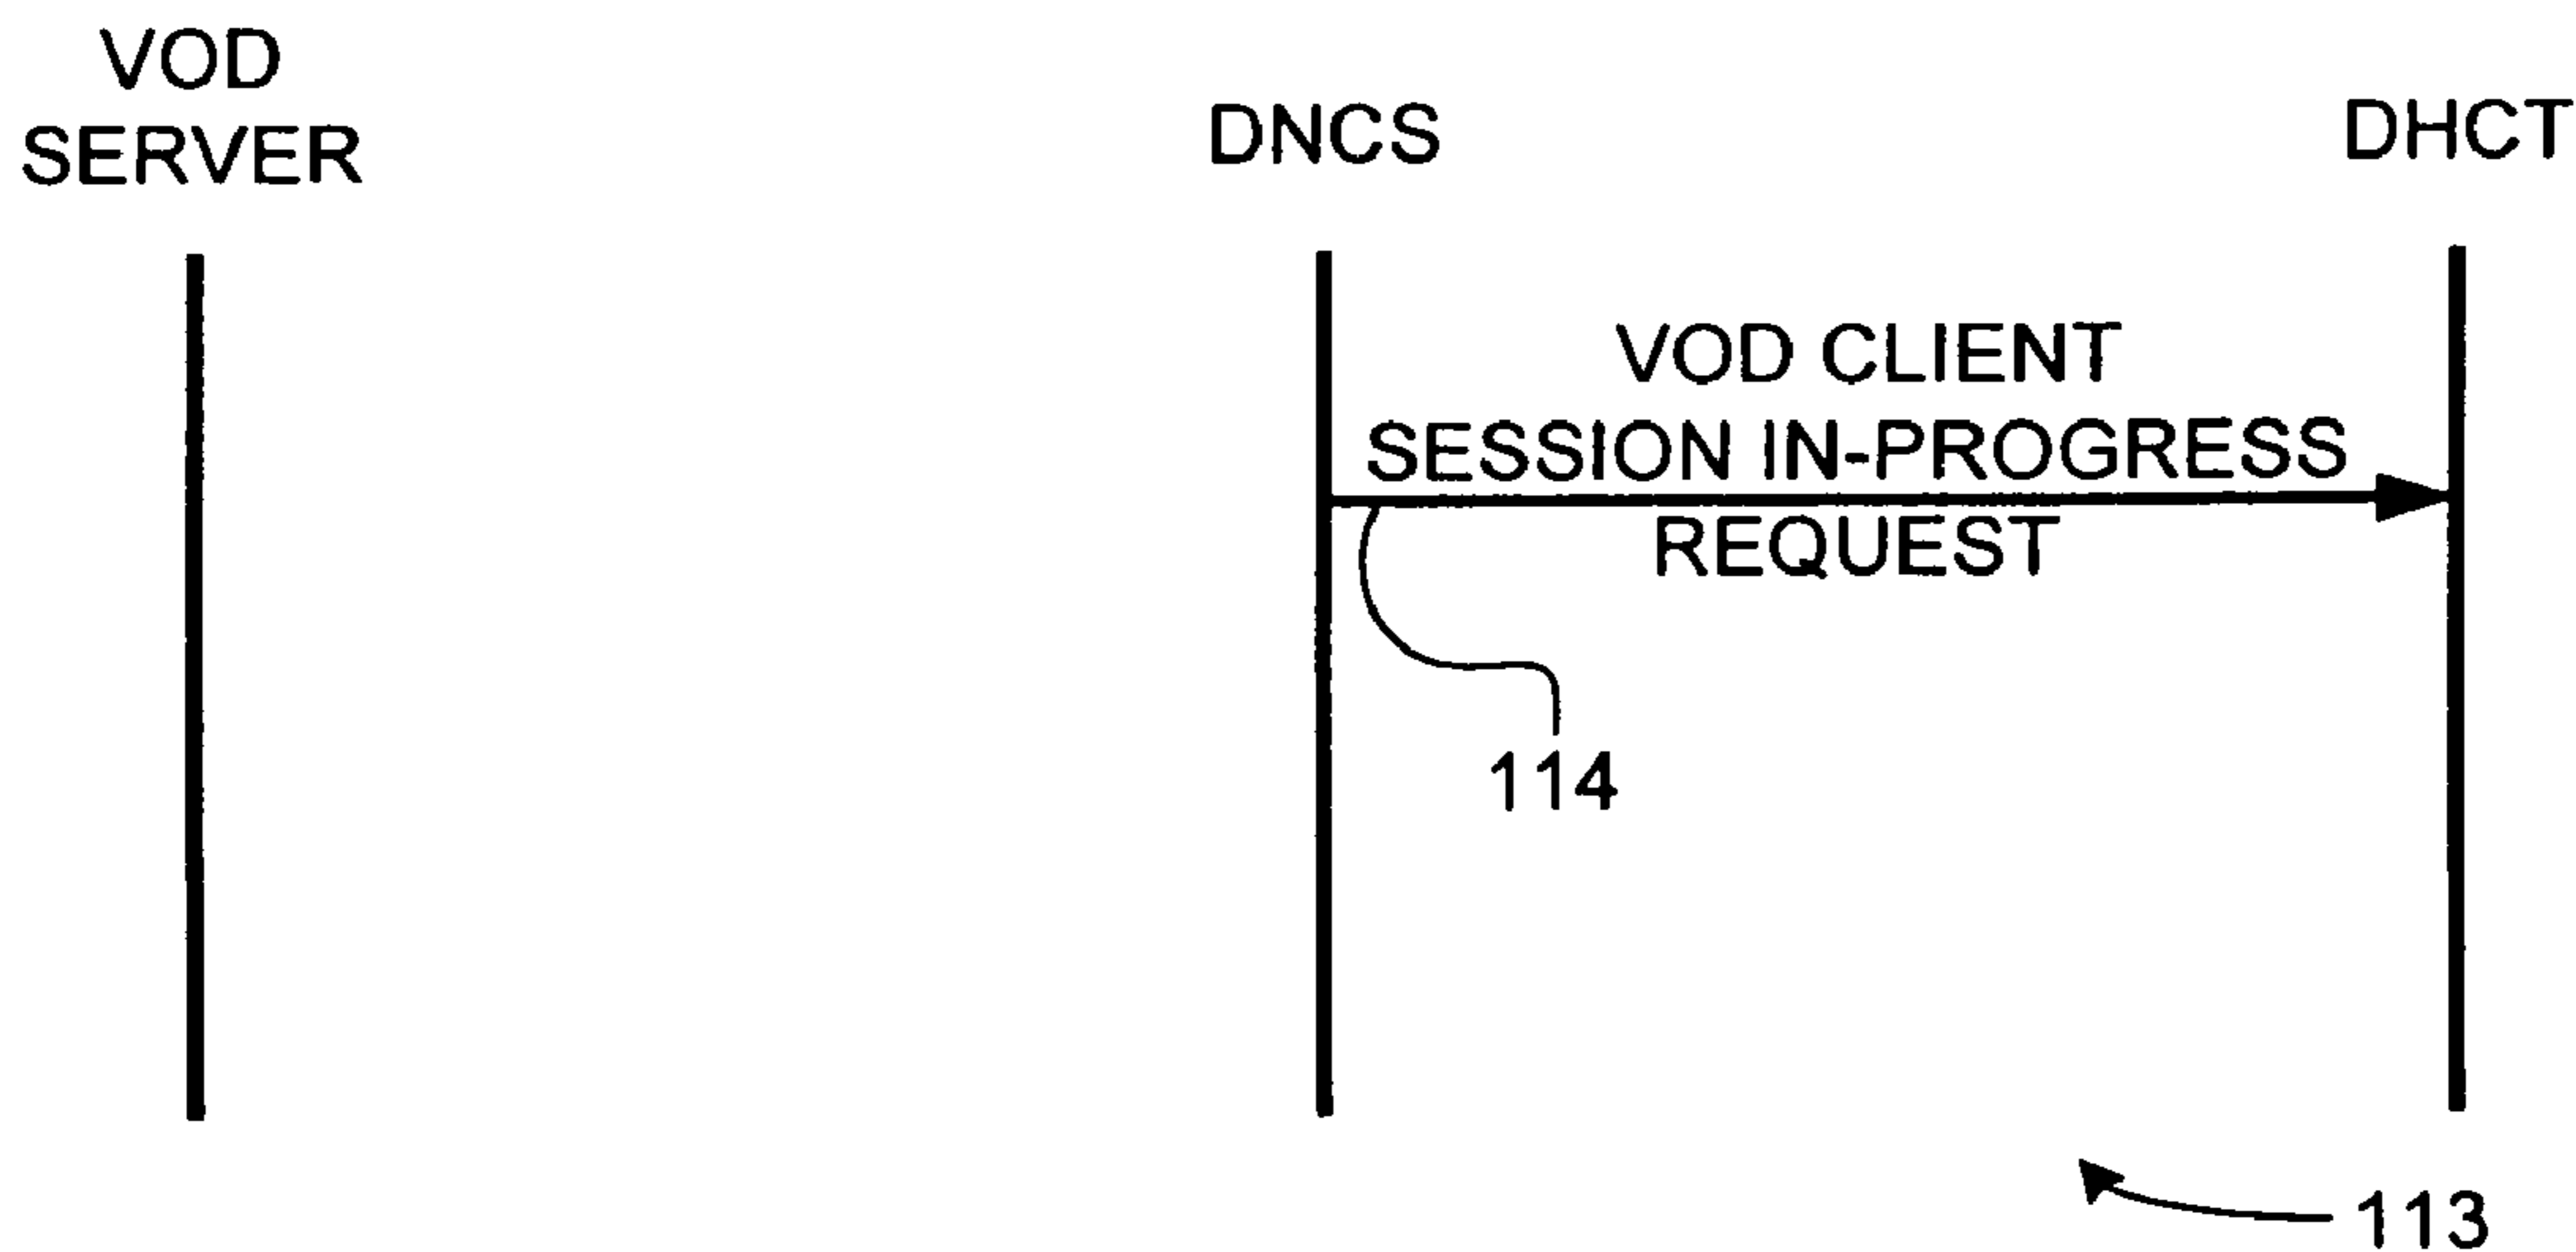 VOD
SERVER
DNCS
DHCT
VOD CLIENT
SESSION IN-PROGRESS
REQUEST
114
113